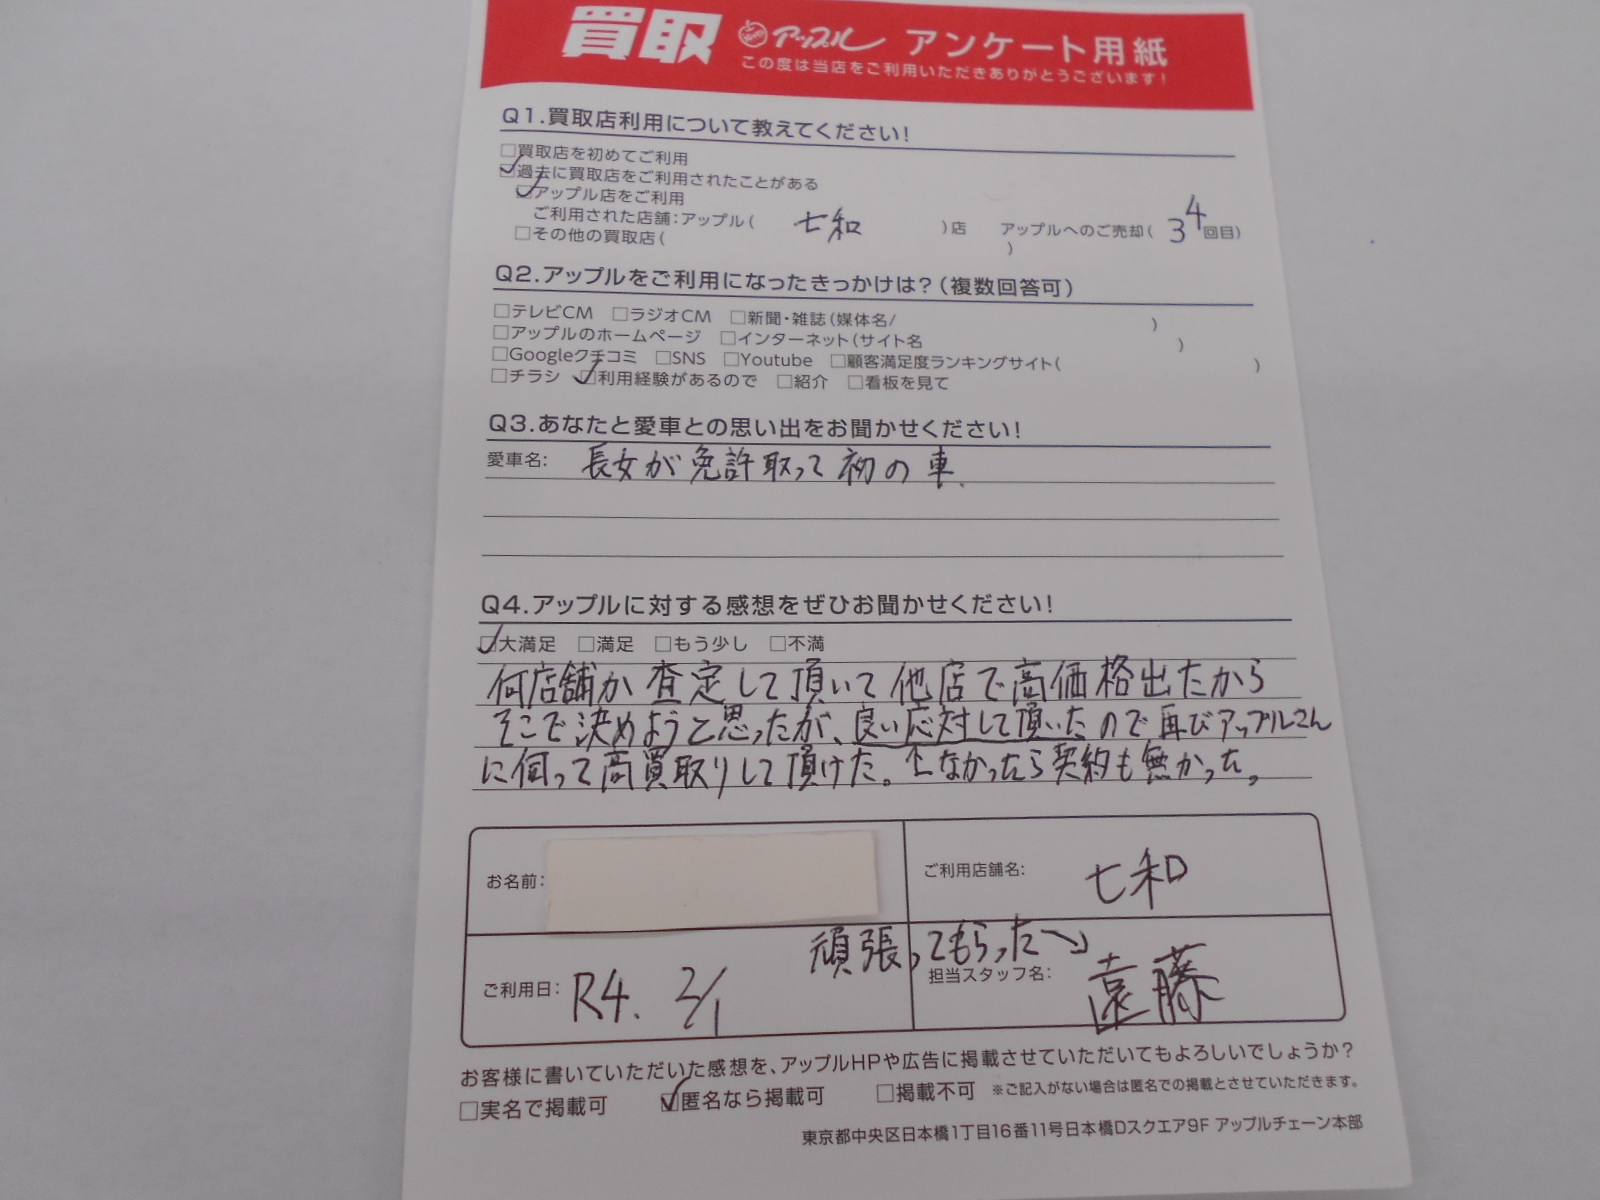 買取 アップル アンケート用紙
この度は当店をご利用いただきありがとうございます!
Q1.買取店利用について教えてください!
□買取店を初めてご利用
☑過去に買取店をご利用されたことがある
☑アップル店をご利用
ご利用された店舗:アップル( 七和 )店 アップルへのご売却( 34回目)
□その他の買取店( )
Q2.アップルをご利用になったきっかけは?(複数回答可)
□テレビCM □ラジオCM □新聞・雑誌(媒体名/ )
□アップルのホームページ □インターネット(サイト名 )
□Googleクチコミ □SNS □Youtube □顧客満足度ランキングサイト( )
□チラシ ☑利用経験があるので □紹介 □看板を見て
Q3.あなたと愛車との思い出をお聞かせください!
愛車名: 長女が免許取って初の車、
Q4.アップルに対する感想をぜひお聞かせください!
☑大満足 □満足 □もう少し □不満
何店舗か査定して頂いて他店で高価格出たから
そこで決めようと思ったが、良い応対して頂いたので再びアップルさん
に伺って高買取りして頂けた。↑なかったら契約も無かった。
お名前: ご利用店舗名: 七和
頑張ってもらった→
ご利用日: R4. 2/1 担当スタッフ名: 遠藤
お客様に書いていただいた感想を、アップルHPや広告に掲載させていただいてもよろしいでしょうか?
□実名で掲載可 ☑匿名なら掲載可 □掲載不可 ※ご記入がない場合は匿名での掲載とさせていただきます。
東京都中央区日本橋1丁目16番11号日本橋Dスクエア9F アップルチェーン本部